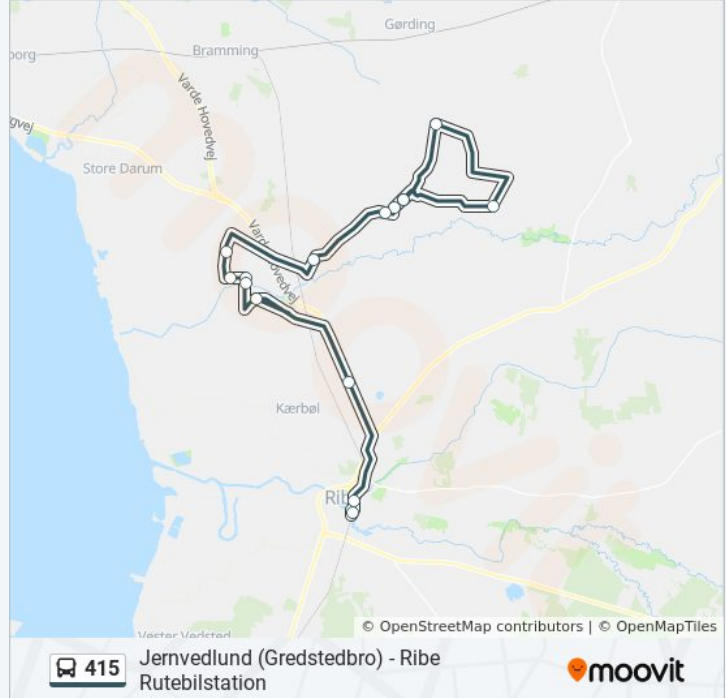 Gørding
Bramming
borg
Varde Hovedvej
gvej
Store Darum
Varde Hovedvej
Kærbøl
Ribe
© OpenStreetMap contributors | © OpenMapTiles
Vester Vedsted
415
Jernvedlund (Gredstedbro) - Ribe
Rutebilstation
moovit